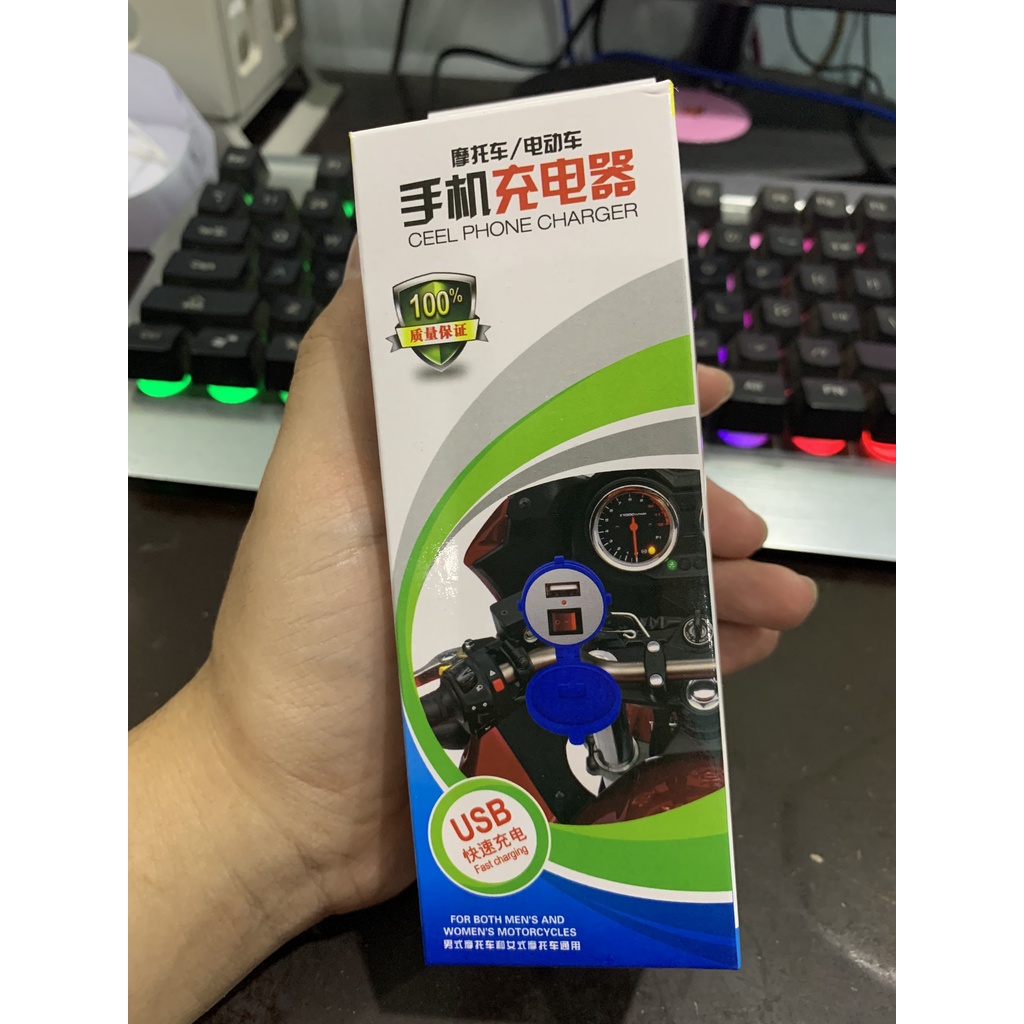 摩托车/电动车
手机充电器
CEEL PHONE CHARGER
100%
质量保证
USB
快速充电
Fast charging
FOR BOTH MEN'S AND
WOMEN'S MOTORCYCLES
男式摩托车和女式摩托车通用